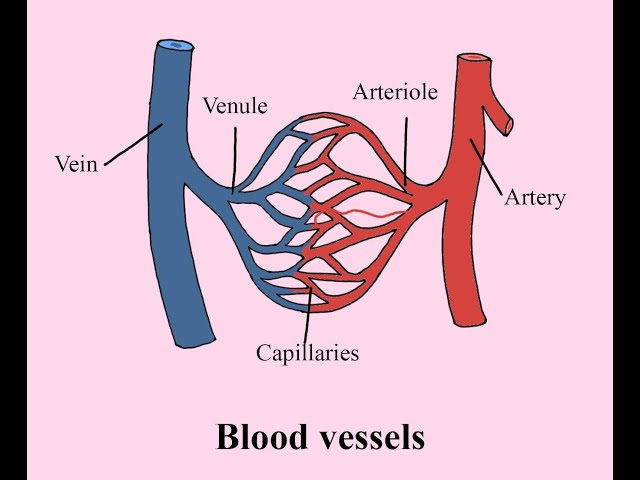 Arteriole
Venule
Vein
Artery
Capillaries
Blood vessels